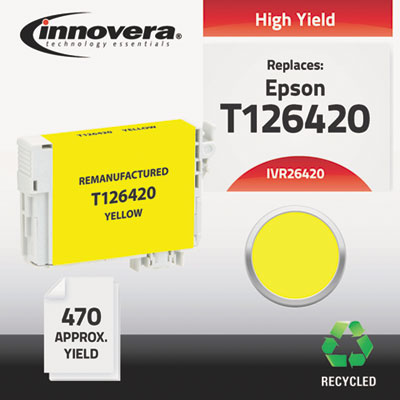 innovera®
technology essentials
High Yield
Replaces:
Epson
T126420
IVR26420
T126420
YELLOW
REMANUFACTURED
T126420
YELLOW
470
APPROX.
YIELD
RECYCLED